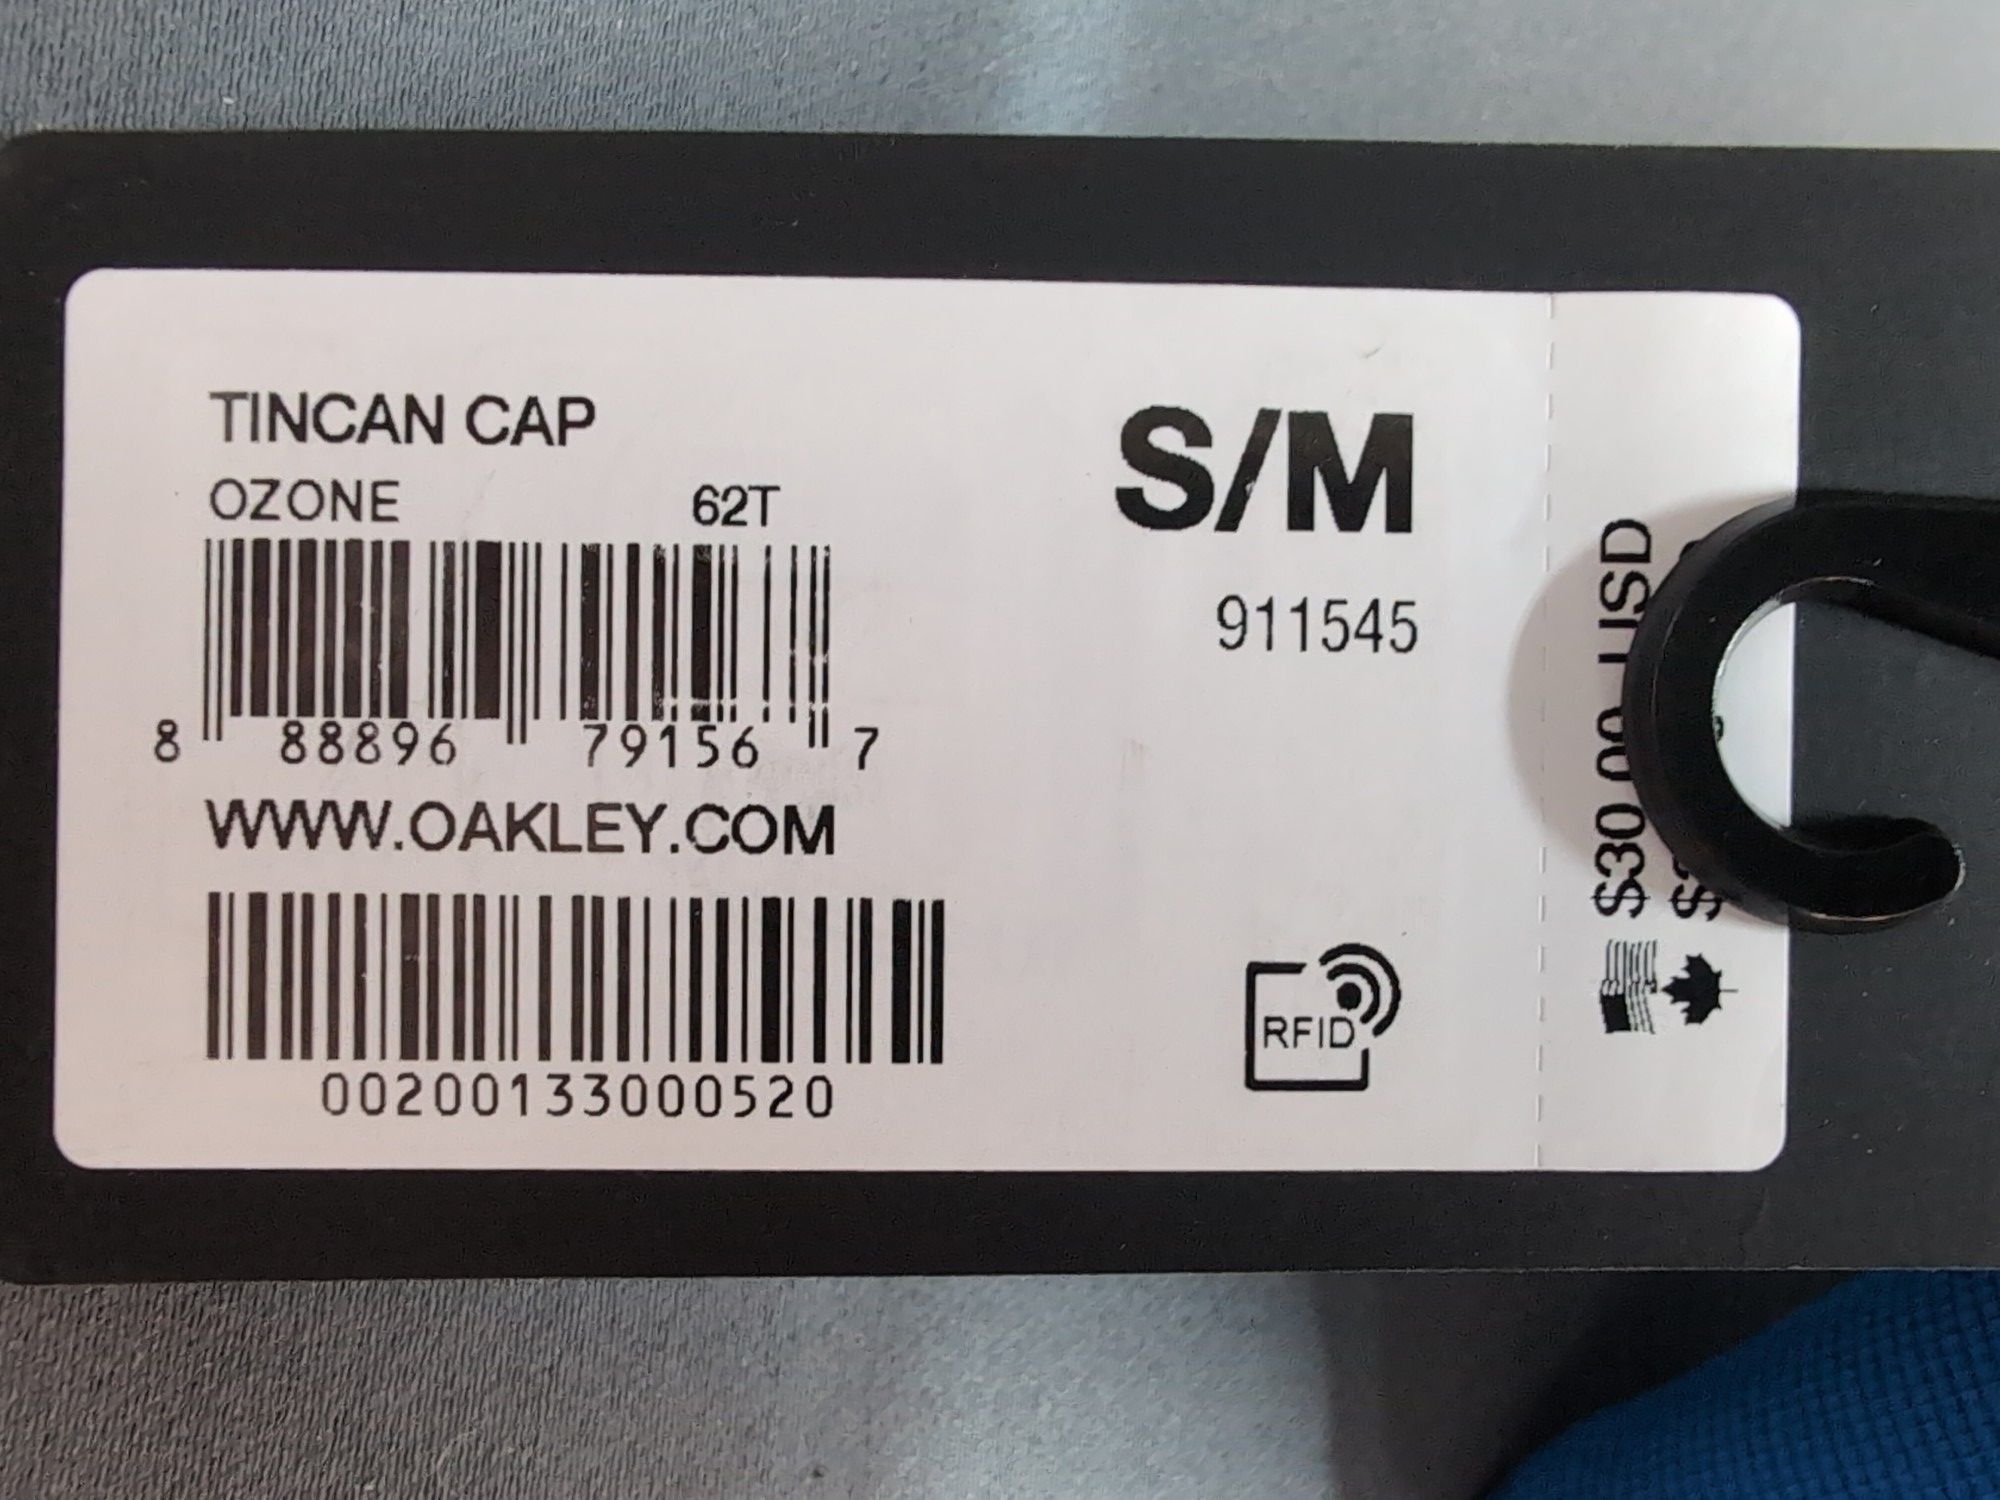 TINCAN CAP
OZONE 62T
S/M
911545
8 88896 79156 7
WWW.OAKLEY.COM
00200133000520
RFID
$30.00 USD